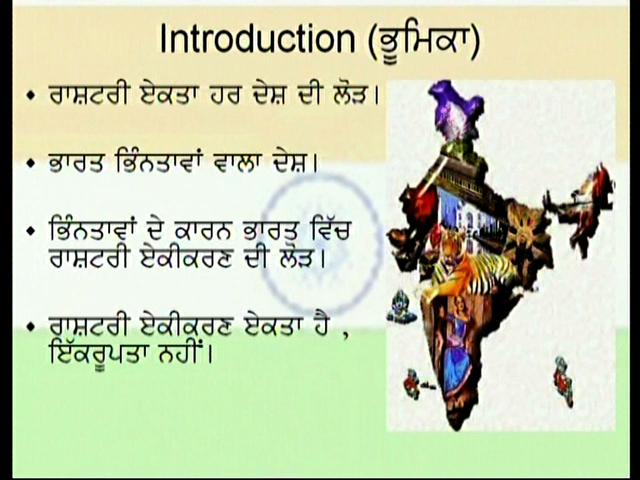 Introduction (ਭੂਮਿਕਾ)
• ਰਾਸ਼ਟਰੀ ਏਕਤਾ ਹਰ ਦੇਸ਼ ਦੀ ਲੋੜ।
• ਭਾਰਤ ਭਿੰਨਤਾਵਾਂ ਵਾਲਾ ਦੇਸ਼।
• ਭਿੰਨਤਾਵਾਂ ਦੇ ਕਾਰਨ ਭਾਰਤ ਵਿੱਚ
ਰਾਸ਼ਟਰੀ ਏਕੀਕਰਣ ਦੀ ਲੋੜ।
• ਰਾਸ਼ਟਰੀ ਏਕੀਕਰਣ ਏਕਤਾ ਹੈ ,
ਇੱਕਰੂਪਤਾ ਨਹੀਂ।